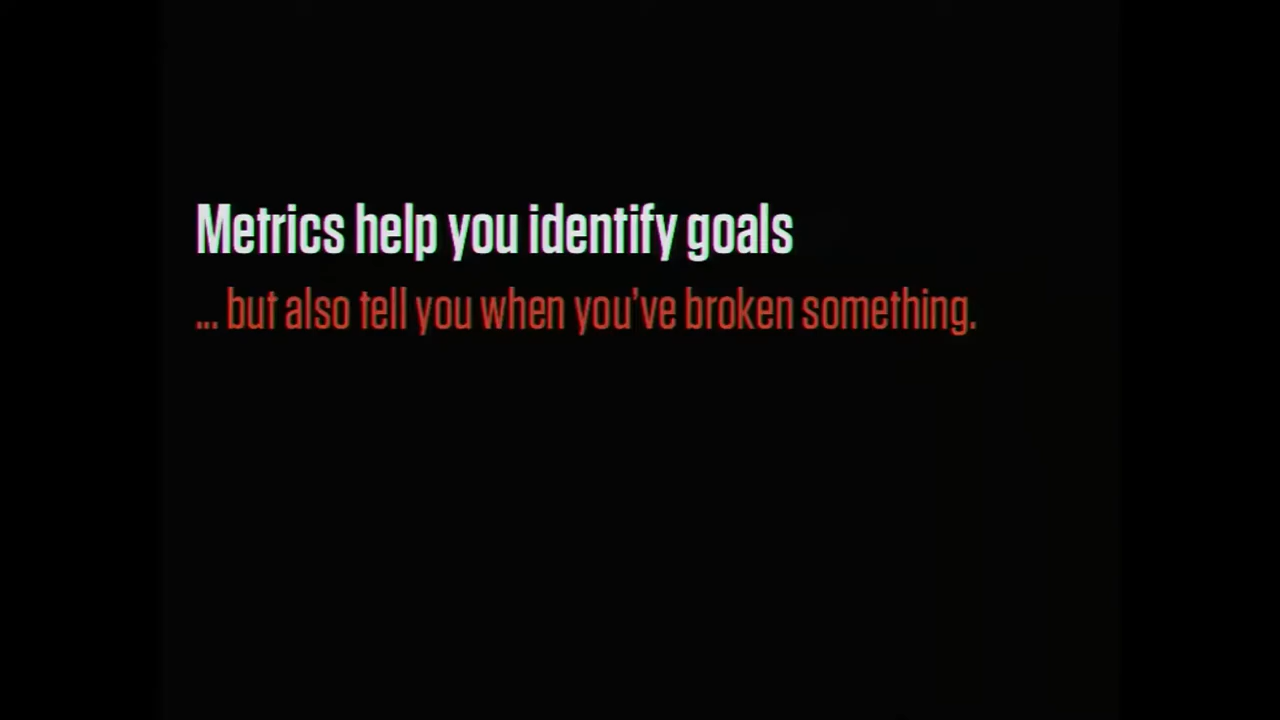 Metrics help you identify goals
... but also tell you when you've broken something.